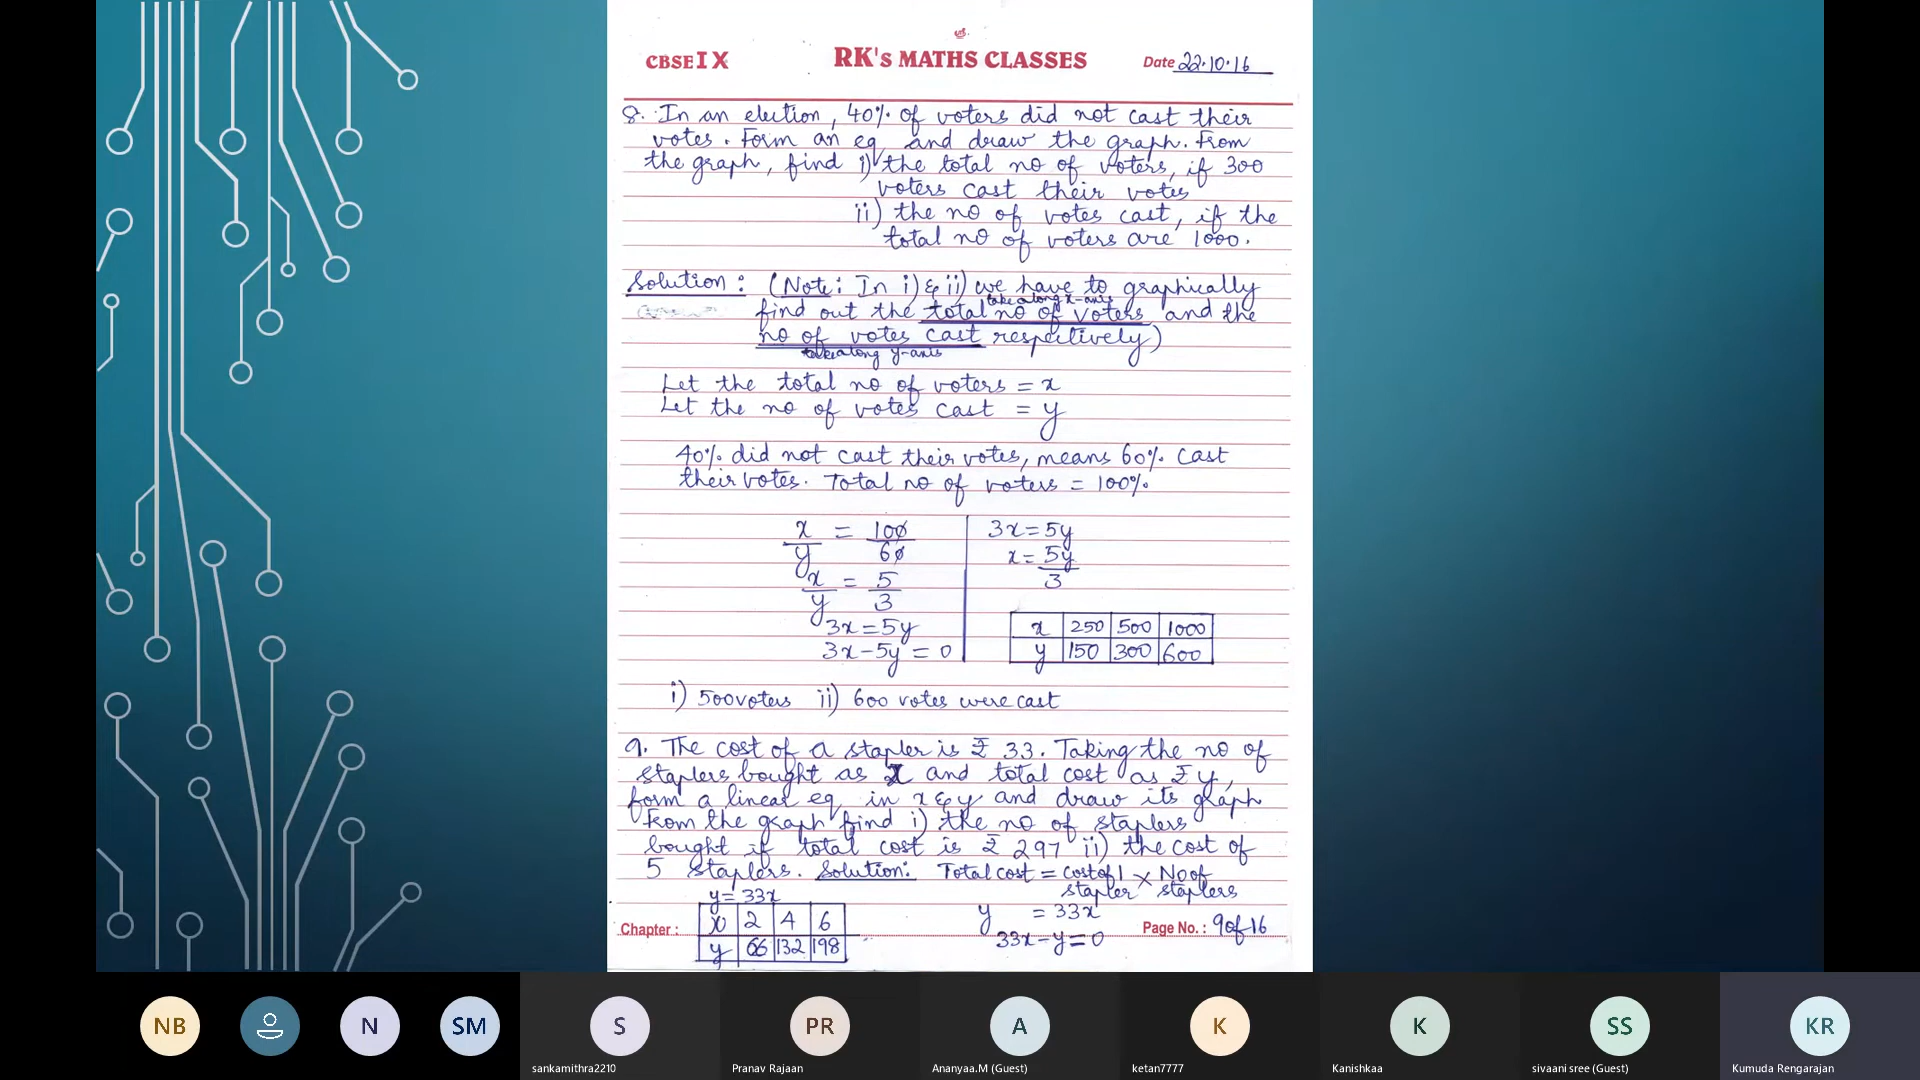 CBSE IX RK's MATHS CLASSES Date 22.10.16
8. In an election, 40% of voters did not cast their
votes. Form an eq and draw the graph. From
the graph, find i) the total no of voters, if 300
voters cast their votes
ii) the no of votes cast, if the
total no of voters are 1000.
Solution: (Note: In i) & ii) we have to graphically
take along x-axis
find out the total no of voters and the
no of votes cast respectively)
take along y-axis
Let the total no of voters = x
Let the no of votes cast = y
40% did not cast their votes, means 60% cast
their votes. Total no of voters = 100%.
x/y = 100/60
x/y = 5/3
3x=5y
3x-5y = 0
3x=5y
x = 5y/3
x 250 500 1000
y 150 300 600
i) 500 voters ii) 600 votes were cast
9. The cost of a stapler is ₹ 33. Taking the no of
staplers bought as x and total cost as ₹ y,
form a linear eq in x & y and draw its graph
From the graph find i) the no of staplers
bought if total cost is ₹ 297 ii) the cost of
5 staplers. Solution: Total cost = cost of 1 stapler × No of staplers
y = 33x
x 2 4 6
y 66 132 198
y = 33x
33x-y=0
Chapter : Page No. : 9 of 16
NB N SM S PR A K K SS KR
sankamithra2210 Pranav Rajaan Ananyaa.M (Guest) ketan7777 Kanishkaa sivaani sree (Guest) Kumuda Rengarajan